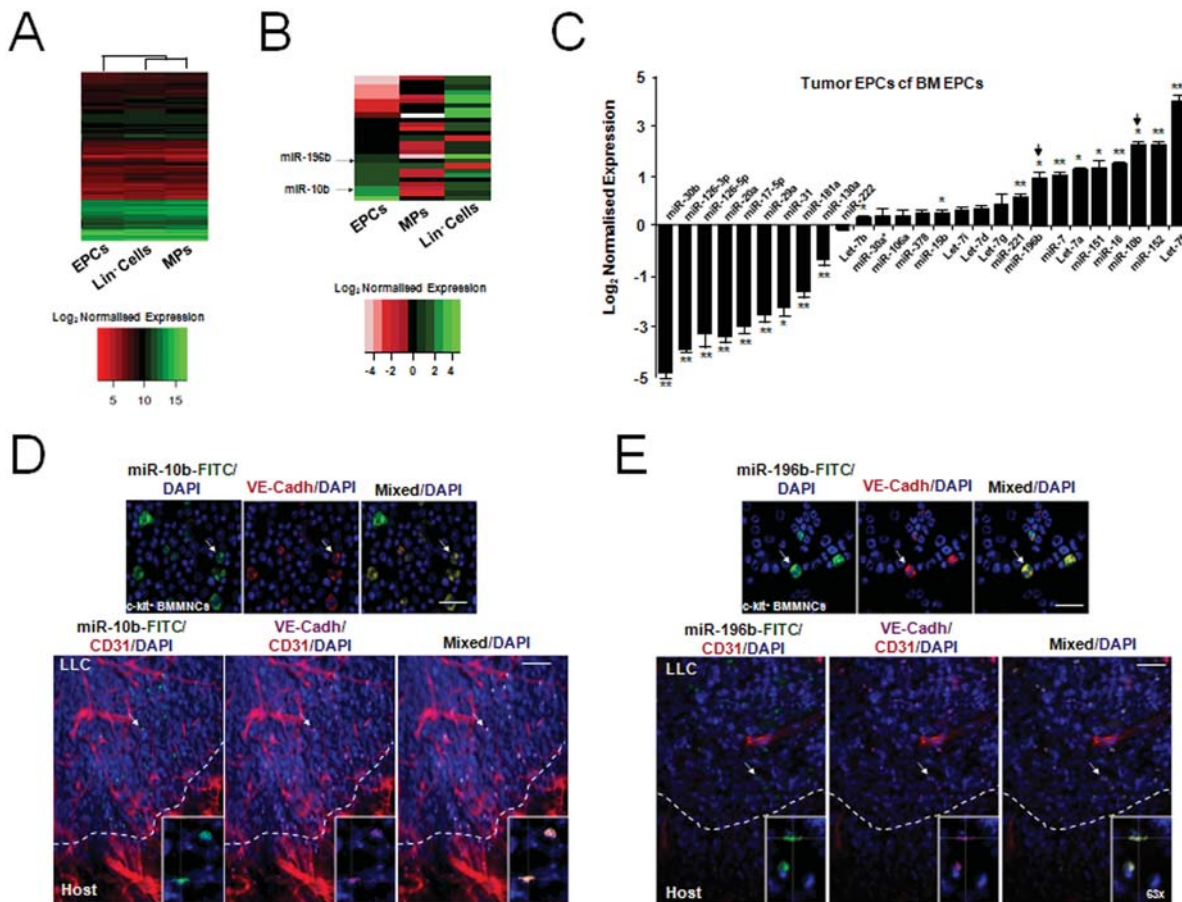 A
EPCs
Lin- Cells
MPs
Log2 Normalised Expression
5 10 15
B
miR-196b
miR-10b
EPCs
MPs
Lin- Cells
Log2 Normalised Expression
-4 -2 0 2 4
C
Tumor EPCs cf BM EPCs
Log2 Normalised Expression
5
3
1
0
-1
-3
-5
miR-30b
miR-126-3p
miR-126-5p
miR-20a
miR-17-5p
miR-29a
miR-31
miR-181a
miR-130a
miR-222
Let-7b
miR-30a*
miR-106a
miR-378
miR-15b
Let-7i
Let-7d
Let-7g
miR-221
miR-196b
miR-7
Let-7a
miR-151
miR-16
miR-10b
miR-152
D
miR-10b-FITC/
DAPI
VE-Cadh/DAPI
Mixed/DAPI
c-kit+ BMMNCs
miR-10b-FITC/
CD31/DAPI
VE-Cadh/
CD31/DAPI
Mixed/DAPI
LLC
Host
E
miR-196b-FITC/
DAPI
VE-Cadh/DAPI
Mixed/DAPI
c-kit+ BMMNCs
miR-196b-FITC/
CD31/DAPI
VE-Cadh/
CD31/DAPI
Mixed/DAPI
LLC
Host
63x